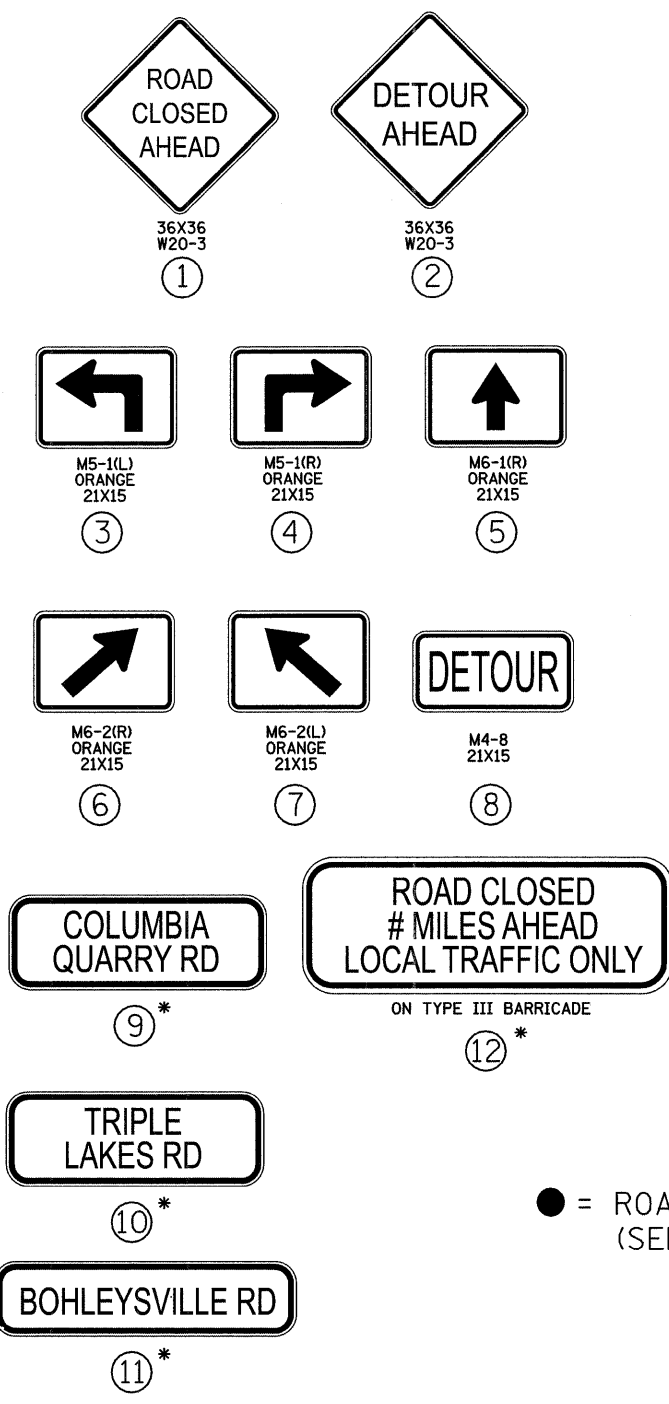 ROAD
CLOSED
AHEAD
36X36
W20-3
1
DETOUR
AHEAD
36X36
W20-3
2
M5-1(L)
ORANGE
21X15
3
M5-1(R)
ORANGE
21X15
4
M6-1(R)
ORANGE
21X15
5
M6-2(R)
ORANGE
21X15
6
M6-2(L)
ORANGE
21X15
7
DETOUR
M4-8
21X15
8
COLUMBIA
QUARRY RD
9*
ROAD CLOSED
# MILES AHEAD
LOCAL TRAFFIC ONLY
ON TYPE III BARRICADE
12*
TRIPLE
LAKES RD
10*
● =
BOHLEYSVILLE RD
11*